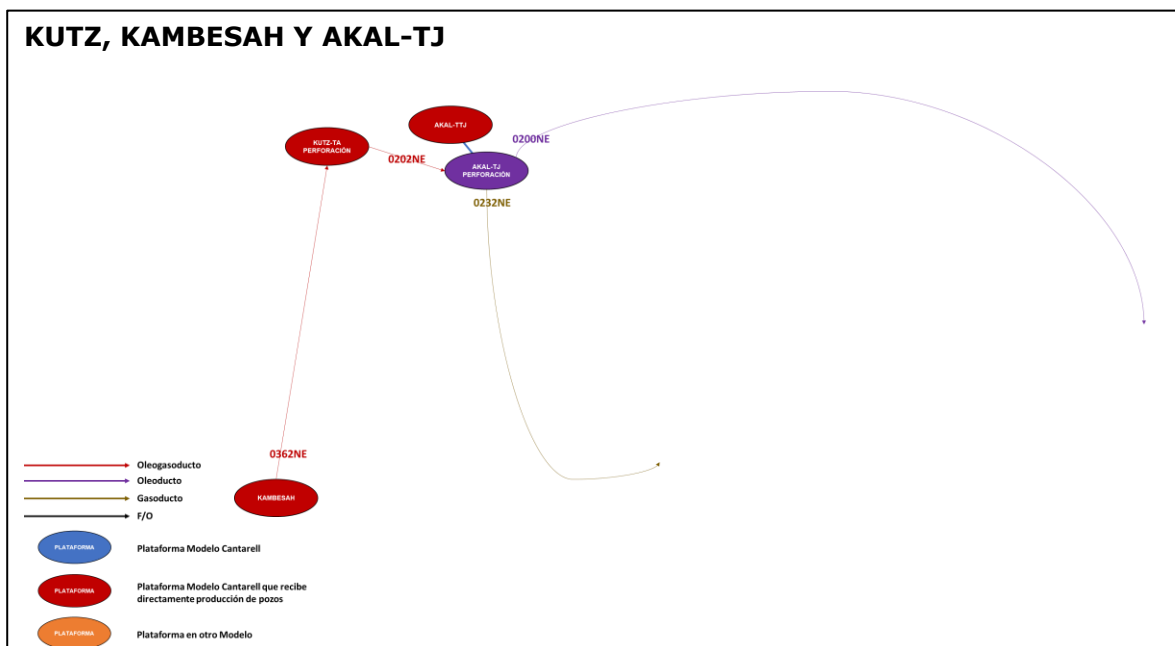 KUTZ, KAMBESAH Y AKAL-TJ
AKAL-TTJ
KUTZ-TA
PERFORACIÓN
0200NE
0202NE
AKAL-TJ
PERFORACIÓN
0232NE
0362NE
KAMBESAH
Oleogasoducto
Oleoducto
Gasoducto
F/O
PLATAFORMA
Plataforma Modelo Cantarell
PLATAFORMA
Plataforma Modelo Cantarell que recibe
directamente producción de pozos
PLATAFORMA
Plataforma en otro Modelo